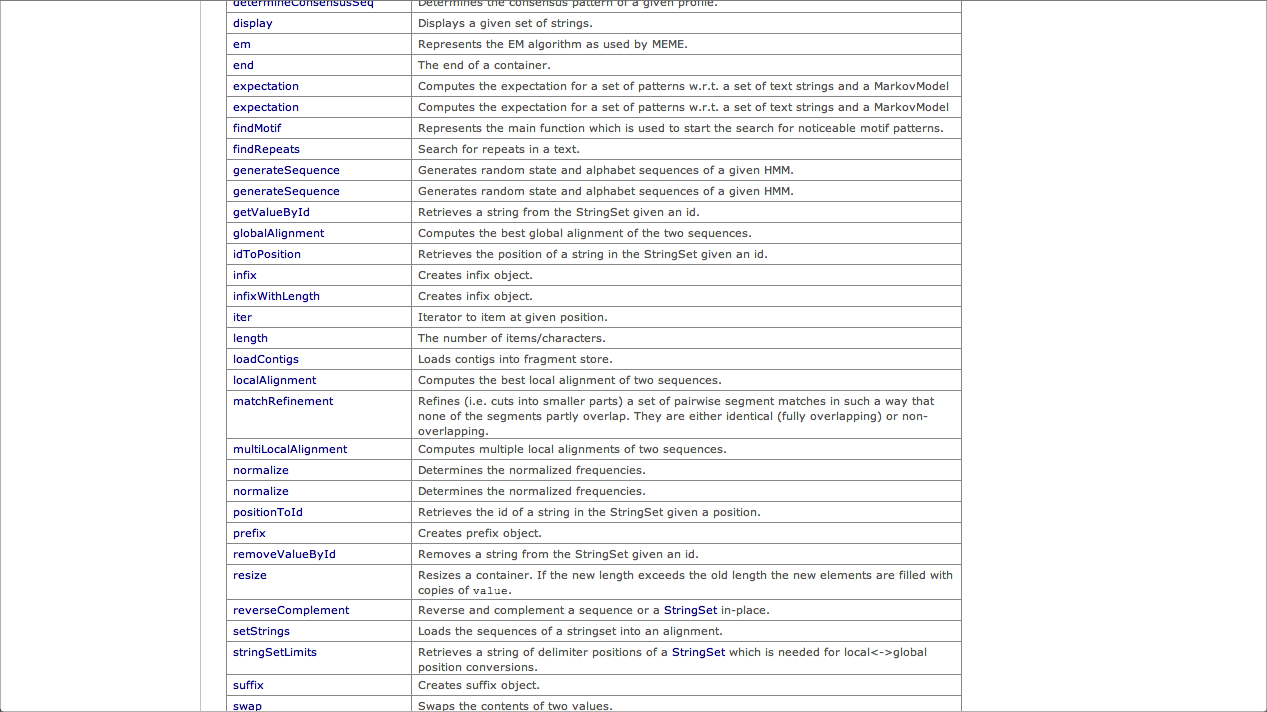 determineConsensusSeq Determines the consensus pattern of a given profile.
display Displays a given set of strings.
em Represents the EM algorithm as used by MEME.
end The end of a container.
expectation Computes the expectation for a set of patterns w.r.t. a set of text strings and a MarkovModel
expectation Computes the expectation for a set of patterns w.r.t. a set of text strings and a MarkovModel
findMotif Represents the main function which is used to start the search for noticeable motif patterns.
findRepeats Search for repeats in a text.
generateSequence Generates random state and alphabet sequences of a given HMM.
generateSequence Generates random state and alphabet sequences of a given HMM.
getValueById Retrieves a string from the StringSet given an id.
globalAlignment Computes the best global alignment of the two sequences.
idToPosition Retrieves the position of a string in the StringSet given an id.
infix Creates infix object.
infixWithLength Creates infix object.
iter Iterator to item at given position.
length The number of items/characters.
loadContigs Loads contigs into fragment store.
localAlignment Computes the best local alignment of two sequences.
matchRefinement Refines (i.e. cuts into smaller parts) a set of pairwise segment matches in such a way that
none of the segments partly overlap. They are either identical (fully overlapping) or non-
overlapping.
multiLocalAlignment Computes multiple local alignments of two sequences.
normalize Determines the normalized frequencies.
normalize Determines the normalized frequencies.
positionToId Retrieves the id of a string in the StringSet given a position.
prefix Creates prefix object.
removeValueById Removes a string from the StringSet given an id.
resize Resizes a container. If the new length exceeds the old length the new elements are filled with
copies of value.
reverseComplement Reverse and complement a sequence or a StringSet in-place.
setStrings Loads the sequences of a stringset into an alignment.
stringSetLimits Retrieves a string of delimiter positions of a StringSet which is needed for local<->global
position conversions.
suffix Creates suffix object.
swap Swaps the contents of two values.